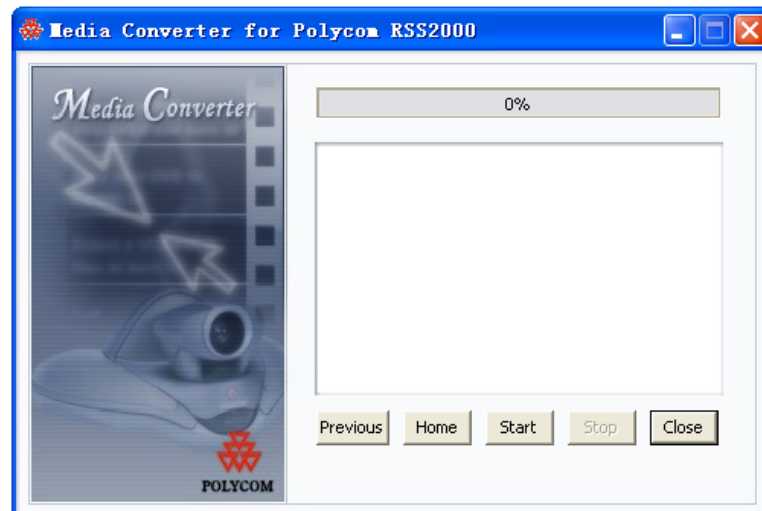 Media Converter for Polycom RSS2000
Media Converter
0%
Previous Home Start Stop Close
POLYCOM